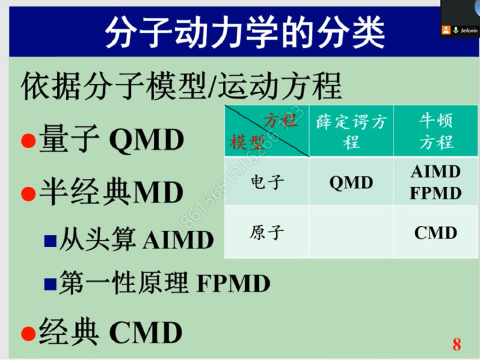 分子动力学的分类
Jerkwin
依据分子模型/运动方程
量子 QMD
半经典MD
从头算 AIMD
第一性原理 FPMD
经典 CMD
方程
模型
薛定谔方
程
牛顿
方程
电子
QMD
AIMD
FPMD
原子
CMD
8